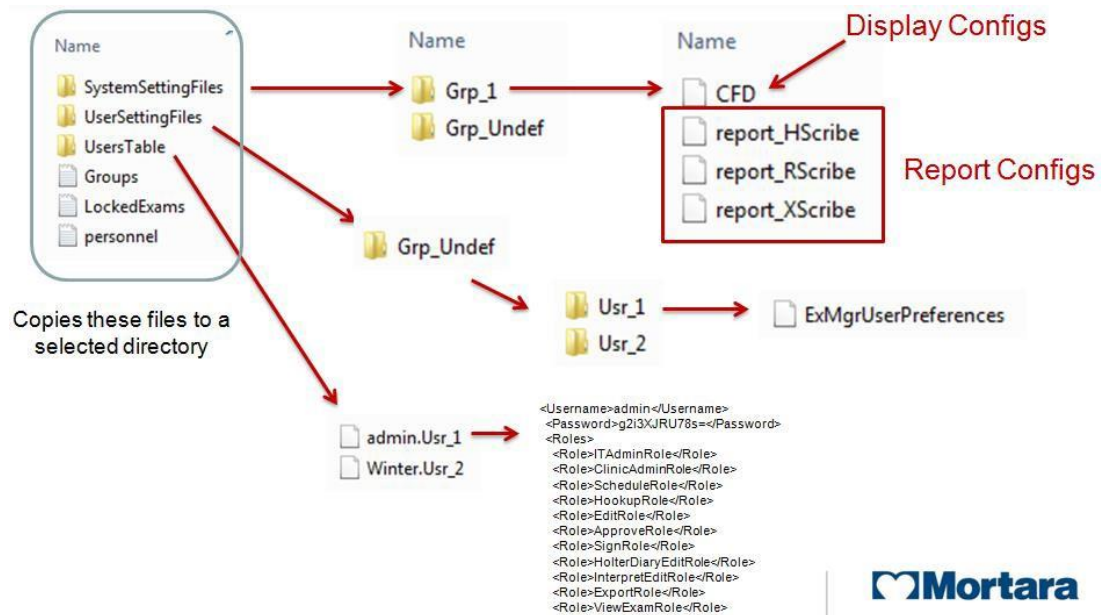 Name
SystemSettingFiles
UserSettingFiles
UsersTable
Groups
LockedExams
personnel
Copies these files to a
selected directory
Name
Grp_1
Grp_Undef
Name
CFD
report_HScribe
report_RScribe
report_XScribe
Display Configs
Report Configs
Grp_Undef
Usr_1
Usr_2
ExMgrUserPreferences
admin.Usr_1
Winter.Usr_2
<Username>admin</Username>
<Password>g2i3XJRU78s=</Password>
<Roles>
<Role>ITAdminRole</Role>
<Role>ClinicAdminRole</Role>
<Role>ScheduleRole</Role>
<Role>HookupRole</Role>
<Role>EditRole</Role>
<Role>ApproveRole</Role>
<Role>SignRole</Role>
<Role>HolterDiaryEditRole</Role>
<Role>InterpretEditRole</Role>
<Role>ExportRole</Role>
<Role>ViewExamRole</Role>
Mortara